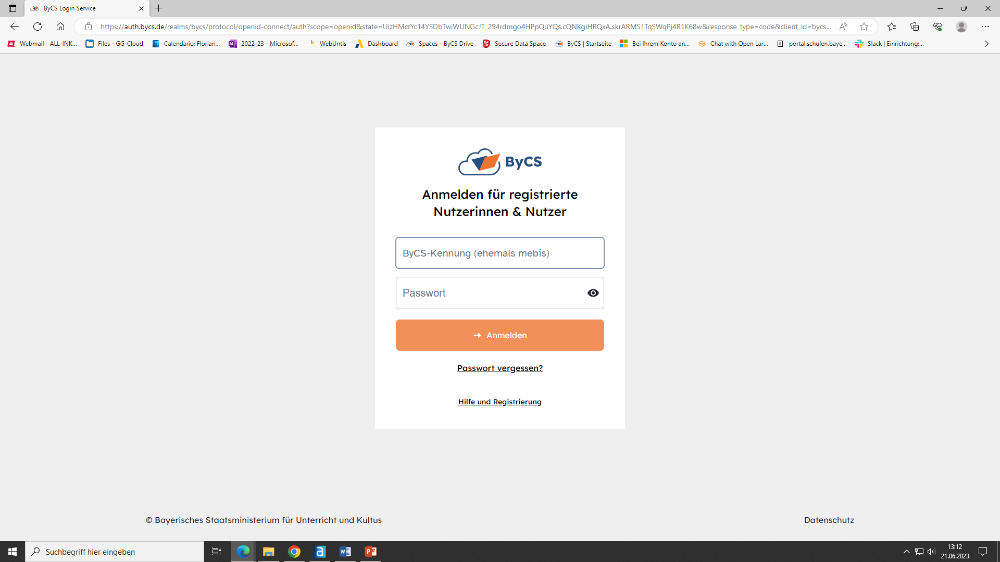 ByCS Login Service
https://auth.bycs.de/realms/bycs/protocol/openid-connect/auth?scope=openid&state=UizHMcrYc14YSDbTwiWUNGcJT_294rdmgo4HPpQuYQs.cQNKgiHRQxA.skrARMS1TqSWqPj4R1K68w&response_type=code&client_id=bycs...
Webmail - ALL-INK... Files - GG-Cloud Calendario: Florian... 2022-23 - Microsof... WebUntis Dashboard Spaces - ByCS Drive Secure Data Space ByCS | Startseite Bei Ihrem Konto an... Chat with Open Lar... portal.schulen.baye... Slack | Einrichtung:...
ByCS
Anmelden für registrierte
Nutzerinnen & Nutzer
ByCS-Kennung (ehemals mebis)
Passwort
➔ Anmelden
Passwort vergessen?
Hilfe und Registrierung
© Bayerisches Staatsministerium für Unterricht und Kultus Datenschutz
Suchbegriff hier eingeben
13:12
21.06.2023